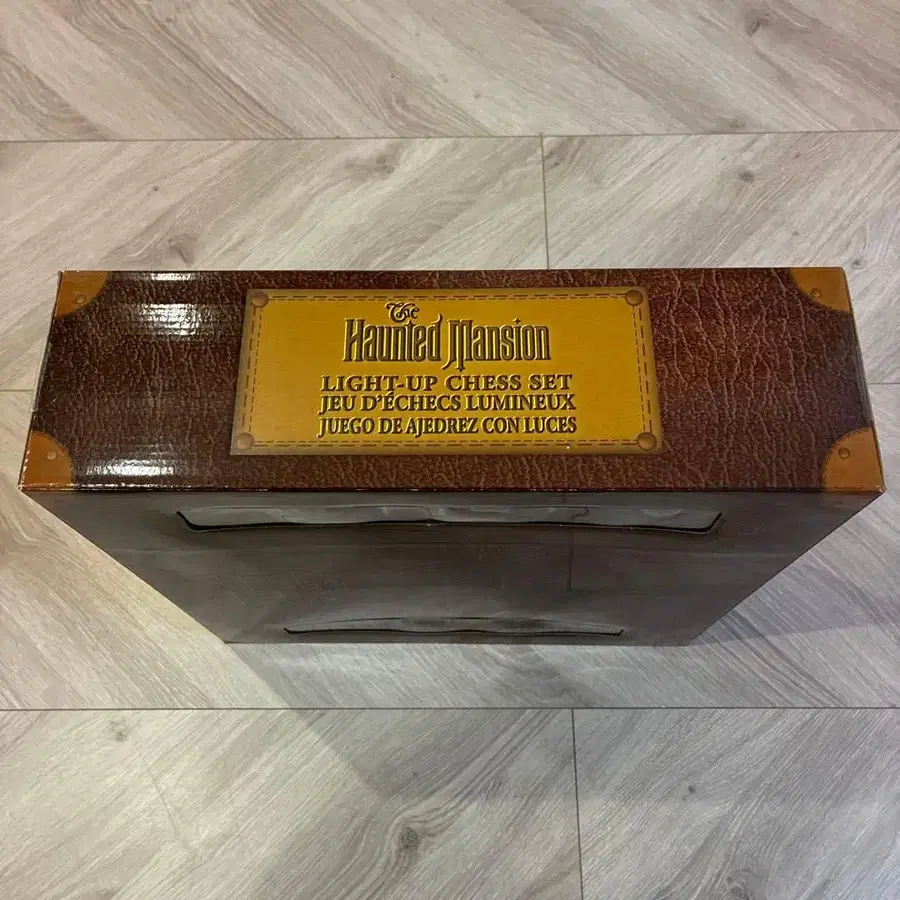 The
Haunted Mansion
LIGHT-UP CHESS SET
JEU D'ÉCHECS LUMINEUX
JUEGO DE AJEDREZ CON LUCES